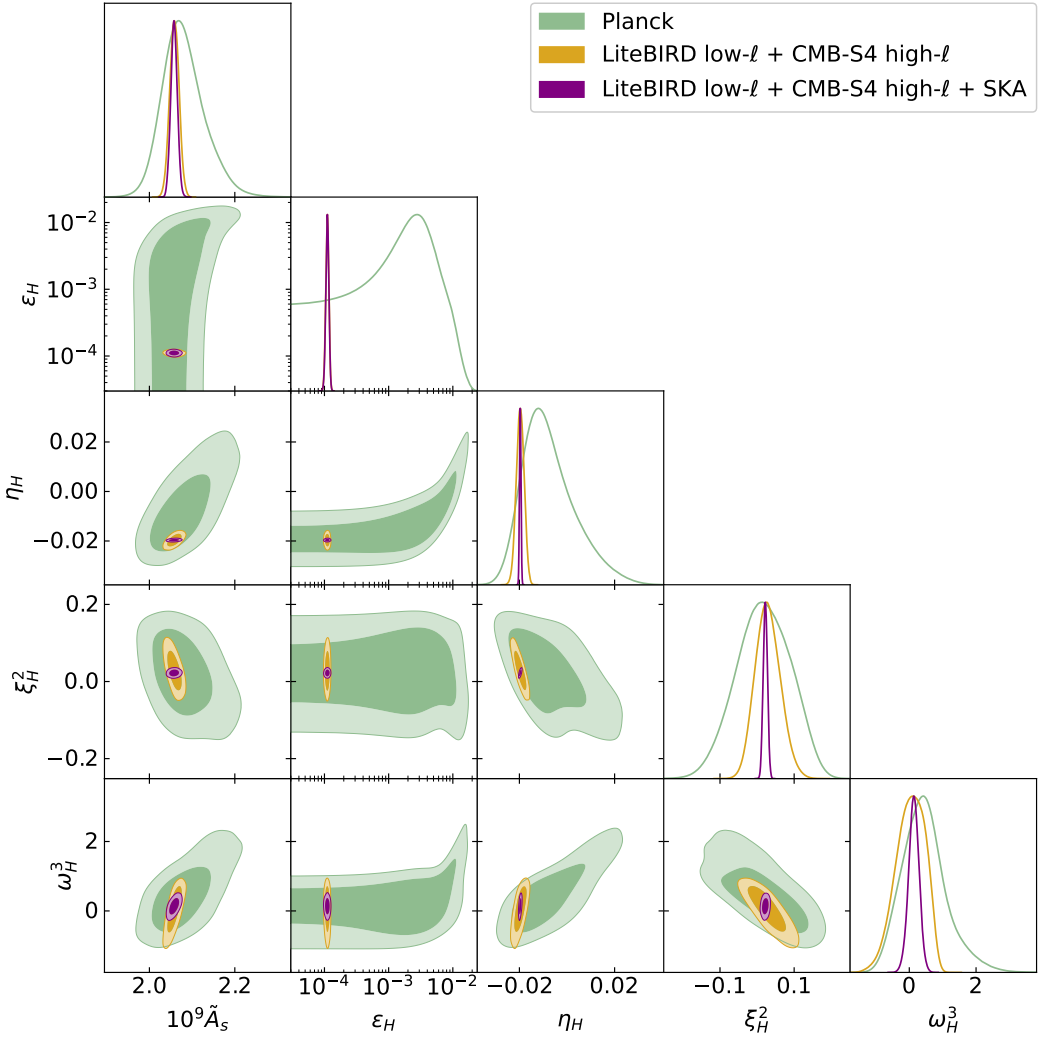 Planck
LiteBIRD low-ℓ + CMB-S4 high-ℓ
LiteBIRD low-ℓ + CMB-S4 high-ℓ + SKA
10⁻²
10⁻³
10⁻⁴
ε_H
0.02
0.00
−0.02
η_H
0.2
0.0
−0.2
ξ²_H
2
0
ω³_H
2.0 2.2
10⁻⁴ 10⁻³ 10⁻²
−0.02 0.02
−0.1 0.1
0 2
10⁹Ã_s
ε_H
η_H
ξ²_H
ω³_H